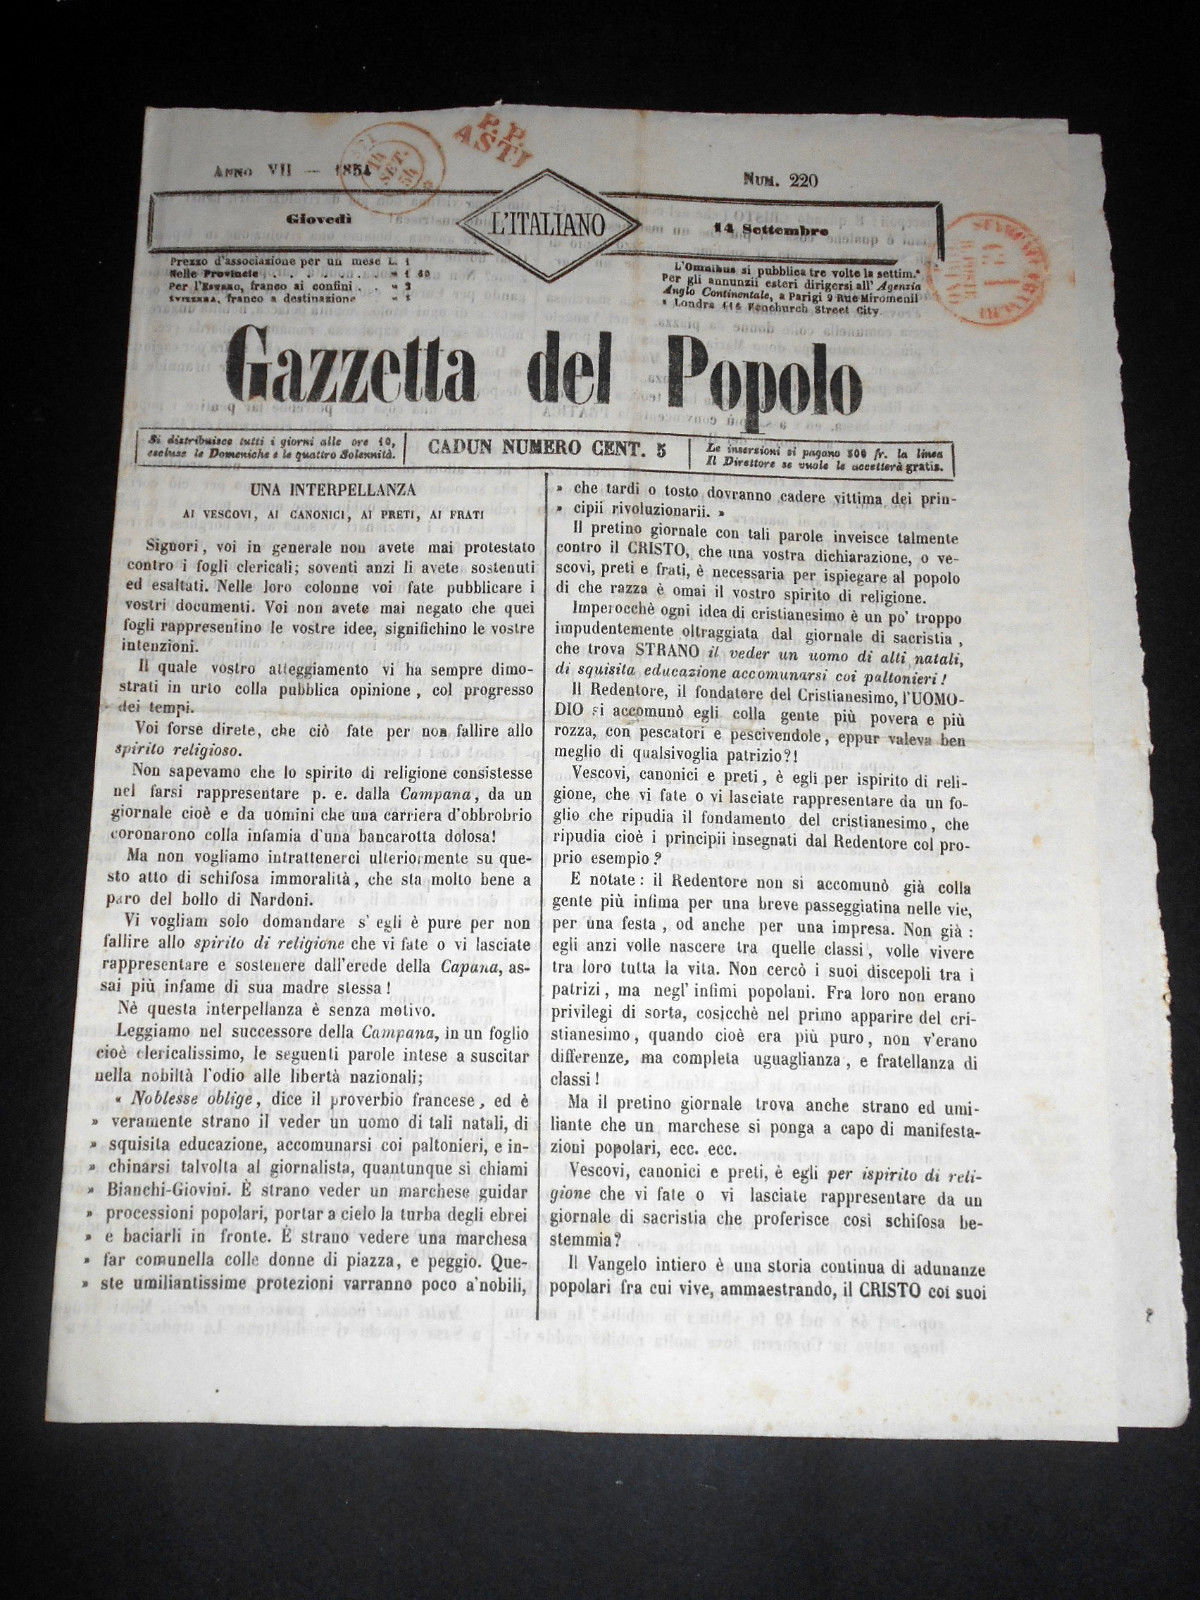 P. P.
ASTI
14
SET.
54
Anno VII — 1854
Num. 220
Giovedì
L'ITALIANO
14 Settembre
Prezzo d'associazione per un mese L. 1
Nelle Provincie . . . . . . . » 1 60
Per l'Estero, franco ai confini . . » 2
Svizzera, franco a destinazione »
L'Omnibus si pubblica tre volte la settim.ª
Per gli annunzii esteri dirigersi all' Agenzia
Anglo Continentale, a Parigi 9 Rue Miromenil
a Londra Fenchurch Street City.
Gazzetta del Popolo
Si distribuisce tutti i giorni alle ore 10,
escluse le Domeniche e le quattro Solennità.
CADUN NUMERO CENT. 5
Le inserzioni si pagano 500 fr. la linea
Il Direttore se vuole le accetterà gratis.
UNA INTERPELLANZA
AI VESCOVI, AI CANONICI, AI PRETI, AI FRATI
Signori, voi in generale non avete mai protestato
contro i fogli clericali; soventi anzi li avete sostenuti
ed esaltati. Nelle loro colonne voi fate pubblicare i
vostri documenti. Voi non avete mai negato che quei
fogli rappresentino le vostre idee, significhino le vostre
intenzioni.
Il quale vostro atteggiamento vi ha sempre dimo-
strati in urto colla pubblica opinione, col progresso
dei tempi.
Voi forse direte, che ciò fate per non fallire allo
spirito religioso.
Non sapevamo che lo spirito di religione consistesse
nel farsi rappresentare p. e. dalla Campana, da un
giornale cioè e da uomini che una carriera d'obbrobrio
coronarono colla infamia d'una bancarotta dolosa!
Ma non vogliamo intrattenerci ulteriormente su que-
sto atto di schifosa immoralità, che sta molto bene a
paro del bollo di Nardoni.
Vi vogliam solo domandare s' egli è pure per non
fallire allo spirito di religione che vi fate o vi lasciate
rappresentare e sostenere dall'erede della Capana, as-
sai più infame di sua madre stessa!
Nè questa interpellanza è senza motivo.
Leggiamo nel successore della Campana, in un foglio
cioè clericalissimo, le seguenti parole intese a suscitar
nella nobiltà l'odio alle libertà nazionali;
« Noblesse oblige, dice il proverbio francese, ed è
» veramente strano il veder un uomo di tali natali, di
» squisita educazione, accomunarsi coi paltonieri, e in-
» chinarsi talvolta al giornalista, quantunque si chiami
» Bianchi-Giovini. È strano veder un marchese guidar
» processioni popolari, portar a cielo la turba degli ebrei
» e baciarli in fronte. È strano vedere una marchesa
» far comunella colle donne di piazza, e peggio. Que-
» ste umiliantissime protezioni varranno poco a'nobili,
» che tardi o tosto dovranno cadere vittima dei prin-
» cipii rivoluzionarii. »
Il pretino giornale con tali parole inveisce talmente
contro il CRISTO, che una vostra dichiarazione, o ve-
scovi, preti e frati, è necessaria per ispiegare al popolo
di che razza è omai il vostro spirito di religione.
Imperocchè ogni idea di cristianesimo è un po' troppo
impudentemente oltraggiata dal giornale di sacristia,
che trova STRANO il veder un uomo di alti natali,
di squisita educazione accomunarsi coi paltonieri!
Il Redentore, il fondatore del Cristianesimo, l'UOMO-
DIO si accomunò egli colla gente più povera e più
rozza, con pescatori e pescivendole, eppur valeva ben
meglio di qualsivoglia patrizio?!
Vescovi, canonici e preti, è egli per ispirito di reli-
gione, che vi fate o vi lasciate rappresentare da un fo-
glio che ripudia il fondamento del cristianesimo, che
ripudia cioè i principii insegnati dal Redentore col pro-
prio esempio?
E notate: il Redentore non si accomunò già colla
gente più infima per una breve passeggiatina nelle vie,
per una festa, od anche per una impresa. Non già:
egli anzi volle nascere tra quelle classi, volle vivere
tra loro tutta la vita. Non cercò i suoi discepoli tra i
patrizi, ma negl' infimi popolani. Fra loro non erano
privilegi di sorta, cosicchè nel primo apparire del cri-
stianesimo, quando cioè era più puro, non v'erano
differenze, ma completa uguaglianza, e fratellanza di
classi!
Ma il pretino giornale trova anche strano ed umi-
liante che un marchese si ponga a capo di manifesta-
zioni popolari, ecc. ecc.
Vescovi, canonici e preti, è egli per ispirito di reli-
gione che vi fate o vi lasciate rappresentare da un
giornale di sacristia che proferisce così schifosa be-
stemmia?
Il Vangelo intiero è una storia continua di adunanze
popolari fra cui vive, ammaestrando, il CRISTO coi suoi